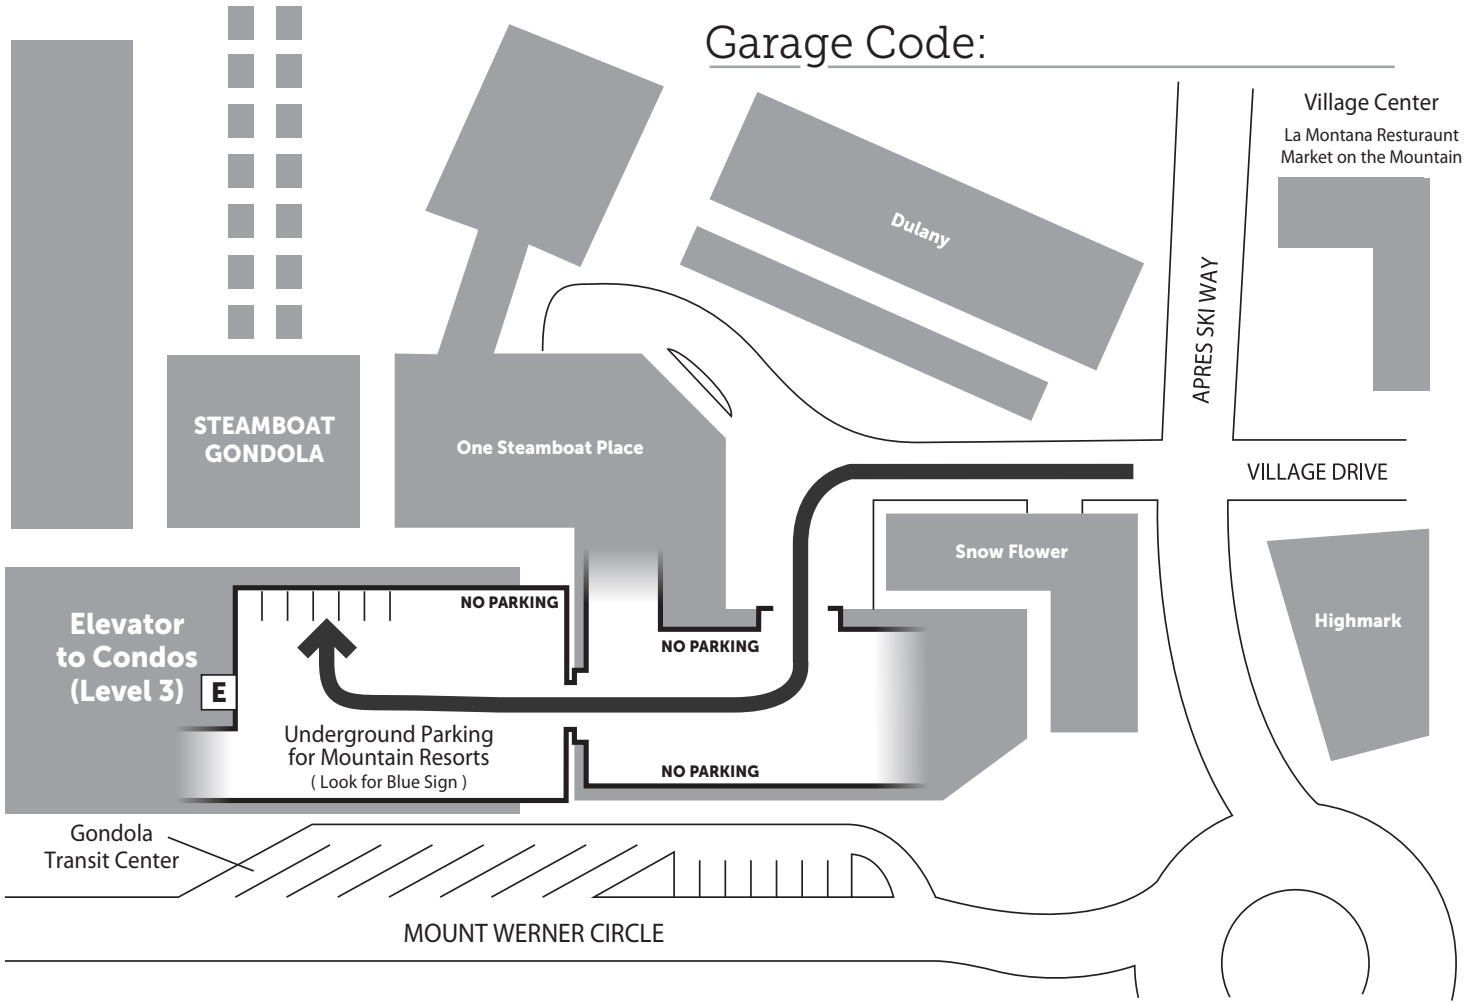 Garage Code:
Village Center
La Montana Resturaunt
Market on the Mountain
Dulany
APRES SKI WAY
STEAMBOAT
GONDOLA
One Steamboat Place
VILLAGE DRIVE
Snow Flower
Highmark
NO PARKING
Elevator
to Condos
(Level 3)
E
NO PARKING
Underground Parking
for Mountain Resorts
( Look for Blue Sign )
NO PARKING
Gondola
Transit Center
MOUNT WERNER CIRCLE